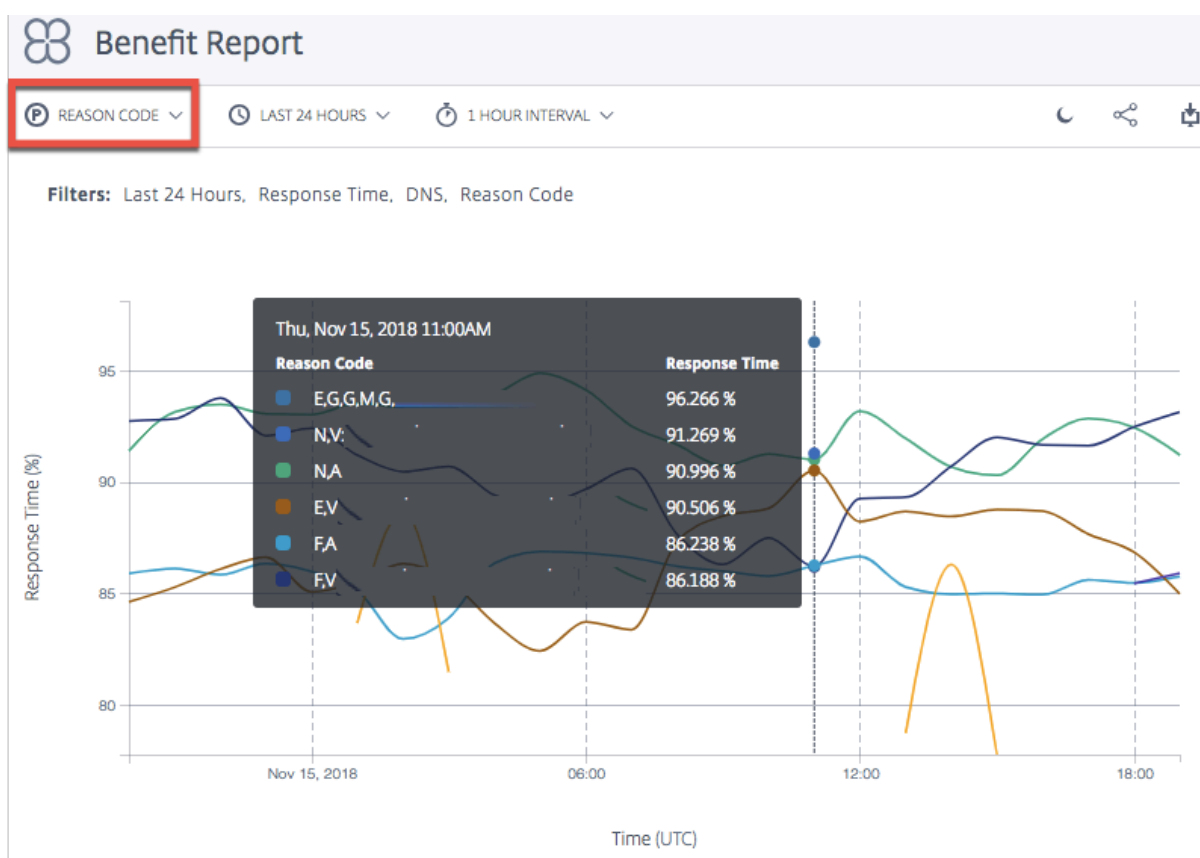 Benefit Report
REASON CODE LAST 24 HOURS 1 HOUR INTERVAL
Filters: Last 24 Hours, Response Time, DNS, Reason Code
Thu, Nov 15, 2018 11:00AM
Reason Code Response Time
E,G,G,M,G, 96.266 %
N,V: 91.269 %
N,A 90.996 %
E,V 90.506 %
F,A 86.238 %
F,V 86.188 %
95
90
85
80
Response Time (%)
Nov 15, 2018 06:00 12:00 18:00
Time (UTC)